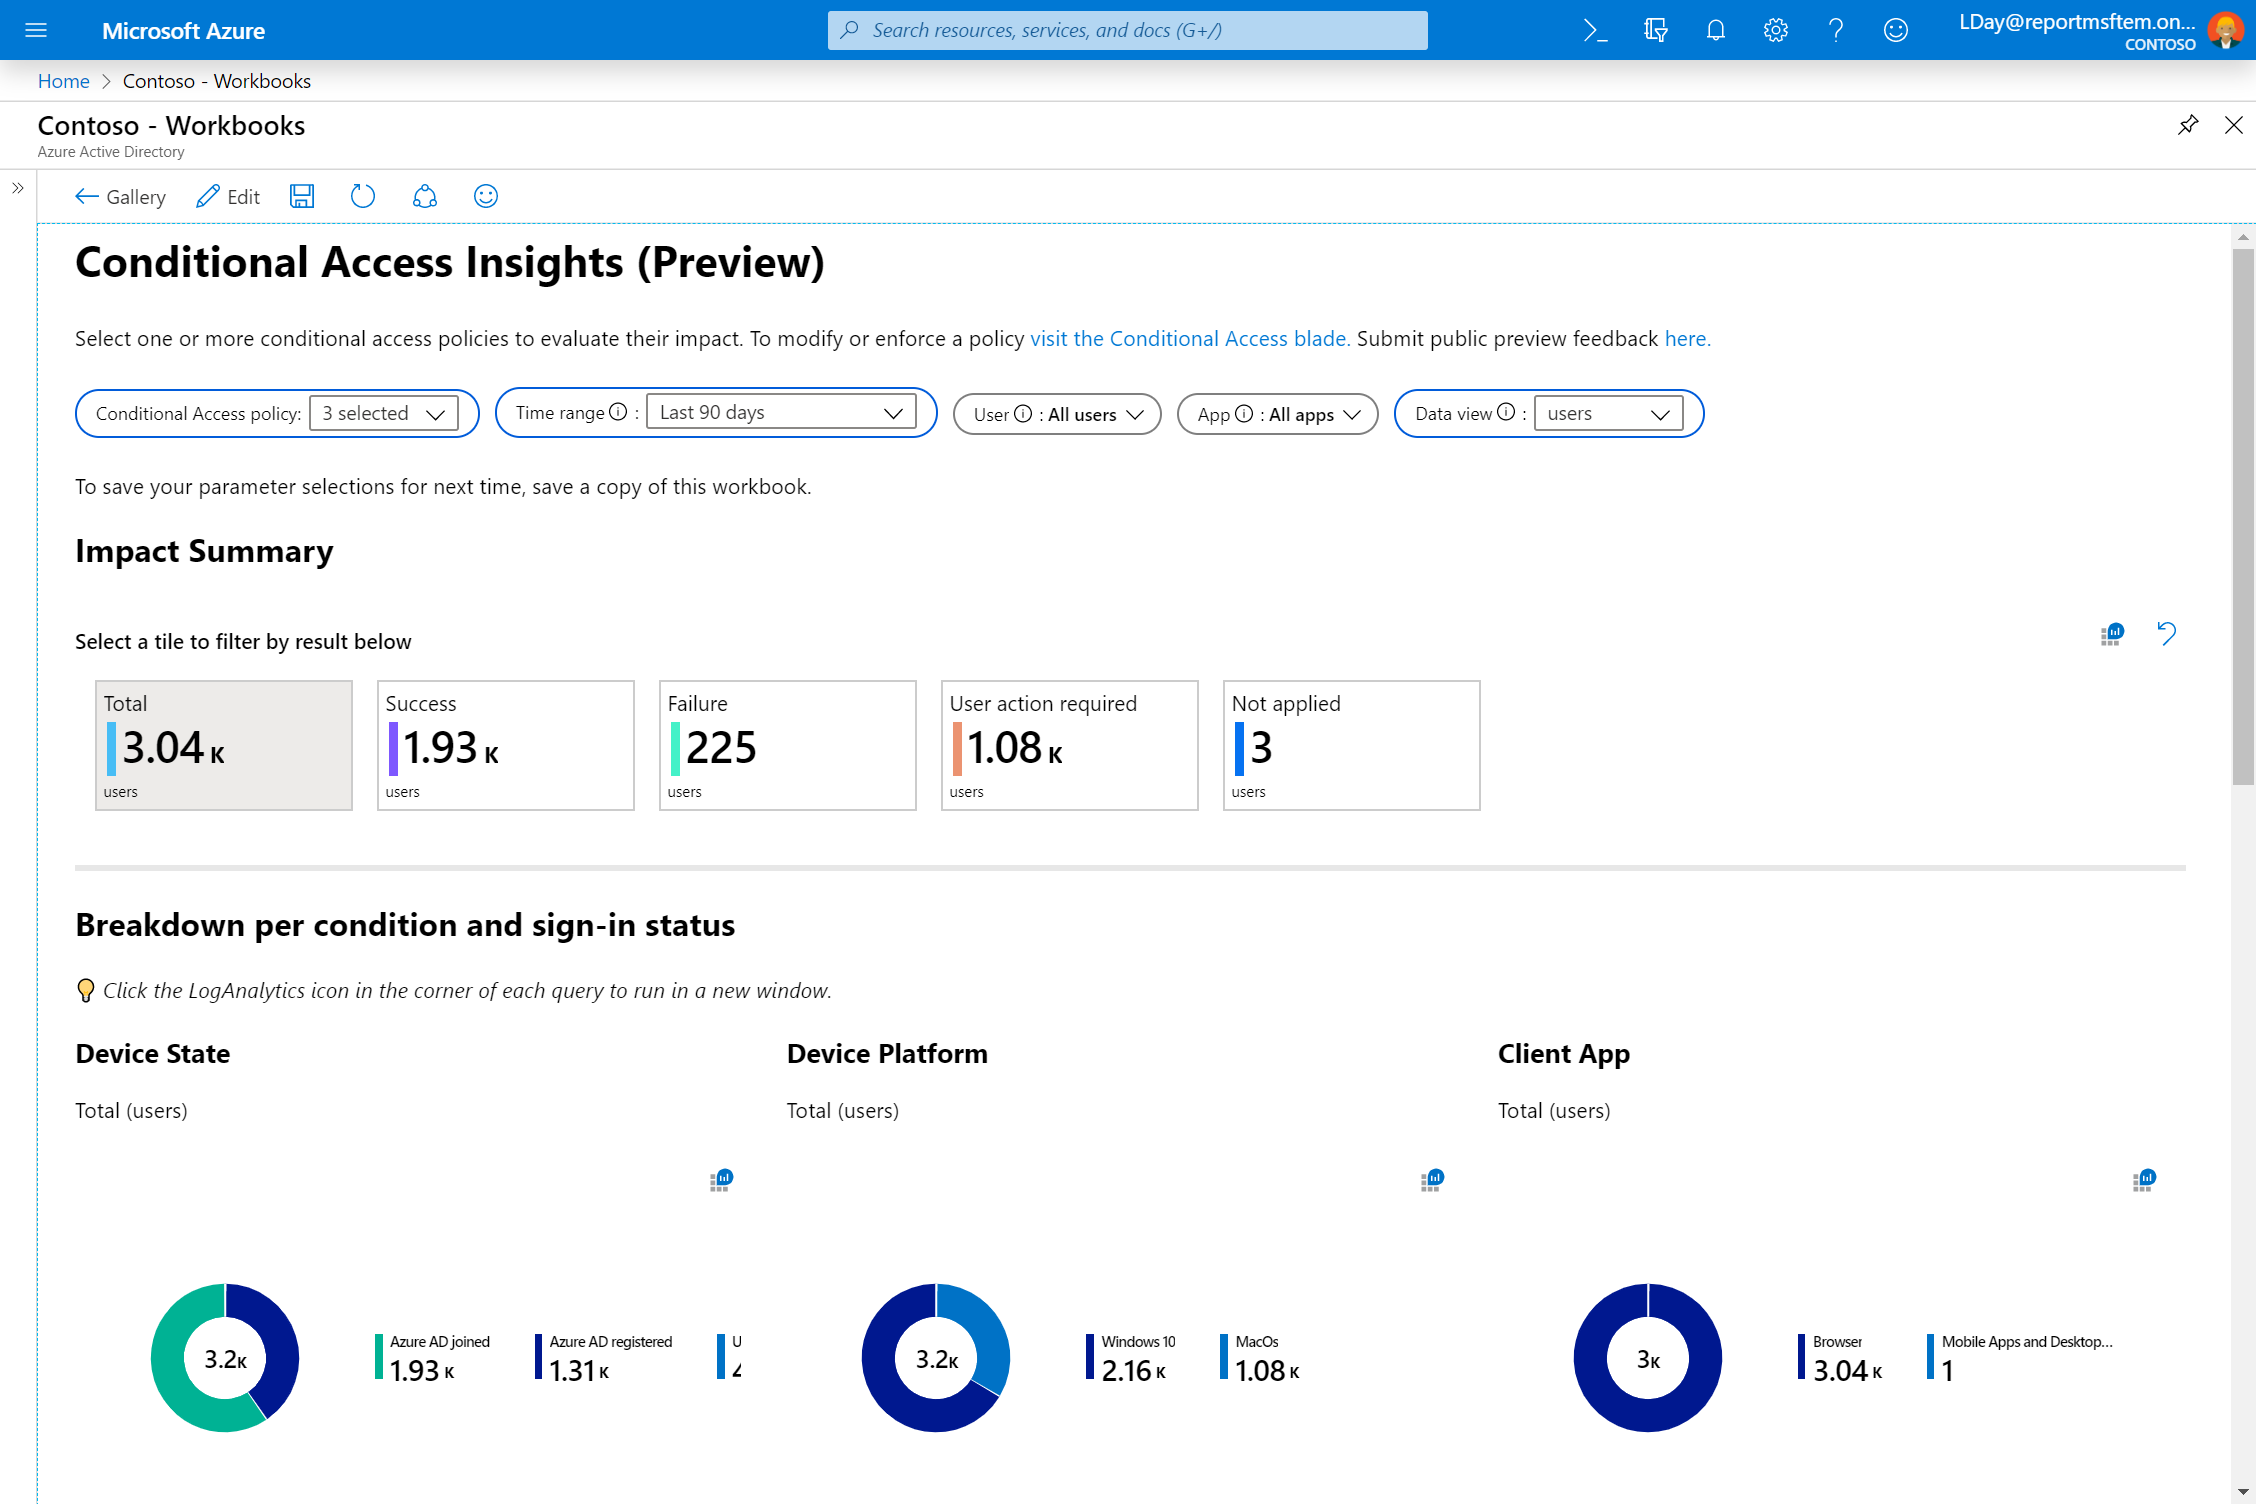 Microsoft Azure
Search resources, services, and docs (G+/)
LDay@reportmsftem.on...
CONTOSO
Home > Contoso - Workbooks
Contoso - Workbooks
Azure Active Directory
Gallery Edit
Conditional Access Insights (Preview)
Select one or more conditional access policies to evaluate their impact. To modify or enforce a policy visit the Conditional Access blade. Submit public preview feedback here.
Conditional Access policy: 3 selected Time range : Last 90 days User : All users App : All apps Data view : users
To save your parameter selections for next time, save a copy of this workbook.
Impact Summary
Select a tile to filter by result below
Total
3.04 K
users
Success
1.93 K
users
Failure
225
users
User action required
1.08 K
users
Not applied
3
users
Breakdown per condition and sign-in status
Click the LogAnalytics icon in the corner of each query to run in a new window.
Device State
Total (users)
3.2K
Azure AD joined
1.93 K
Azure AD registered
1.31 K
U
Device Platform
Total (users)
3.2K
Windows 10
2.16 K
MacOs
1.08 K
Client App
Total (users)
3K
Browser
3.04 K
Mobile Apps and Desktop...
1